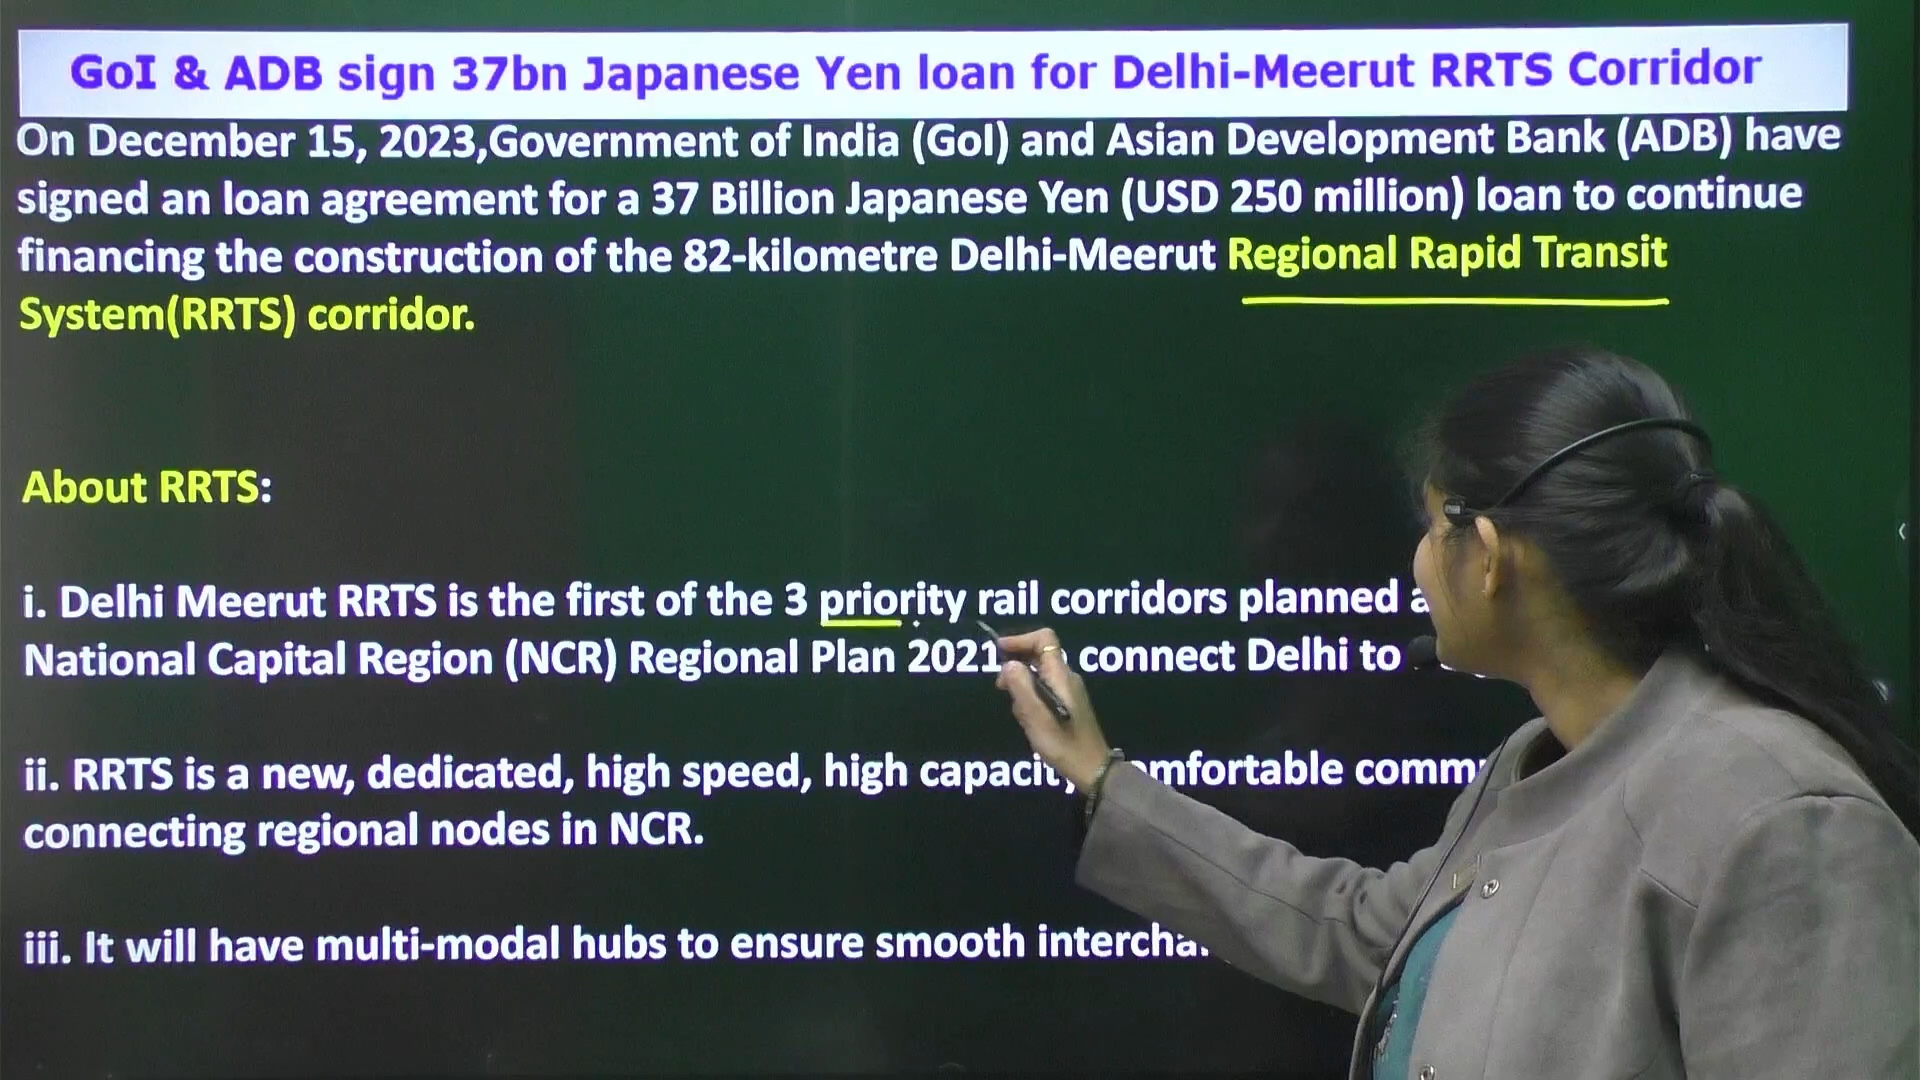 GoI & ADB sign 37bn Japanese Yen loan for Delhi-Meerut RRTS Corridor
On December 15, 2023,Government of India (GoI) and Asian Development Bank (ADB) have
signed an loan agreement for a 37 Billion Japanese Yen (USD 250 million) loan to continue
financing the construction of the 82-kilometre Delhi-Meerut Regional Rapid Transit
System(RRTS) corridor.
About RRTS:
i. Delhi Meerut RRTS is the first of the 3 priority rail corridors planned
National Capital Region (NCR) Regional Plan 2021 connect Delhi to
ii. RRTS is a new, dedicated, high speed, high
connecting regional nodes in NCR.
iii. It will have multi-modal hubs to ensure smooth